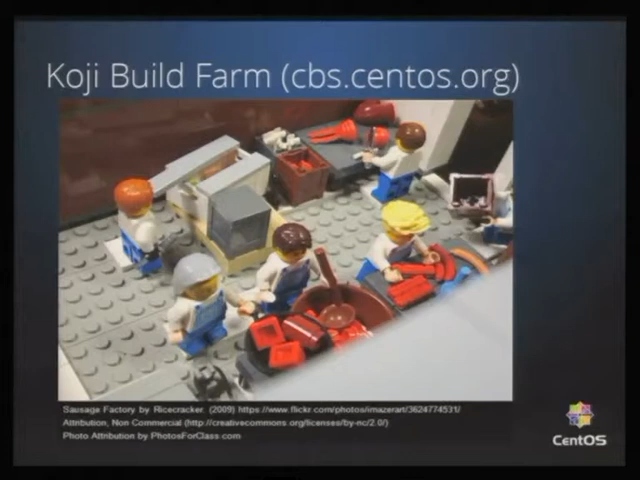 Koji Build Farm (cbs.centos.org)
Sausage Factory by Ricecracker. (2009) https://www.flickr.com/photos/imazerart/3624774531/
Attribution, Non Commercial (http://creativecommons.org/licenses/by-nc/2.0/)
Photo Attribution by PhotosForClass.com
CentOS